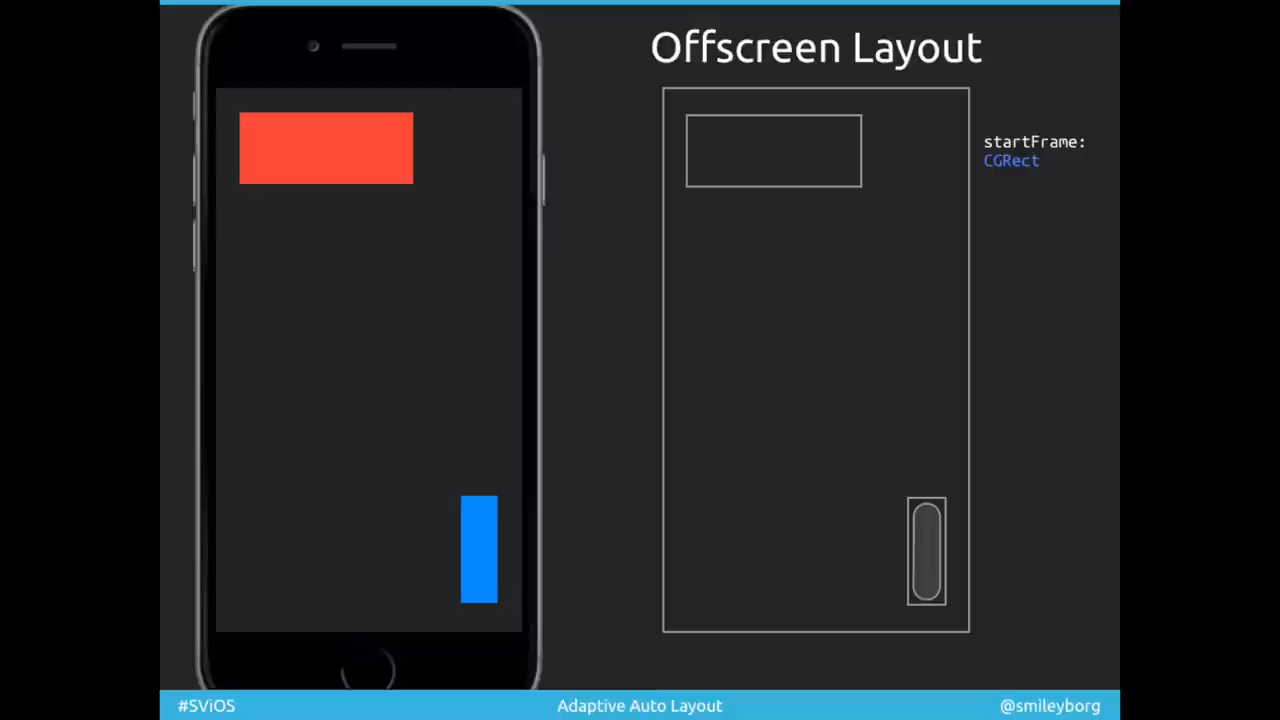 Offscreen Layout
startFrame:
CGRect
#SViOS
Adaptive Auto Layout
@smileyborg